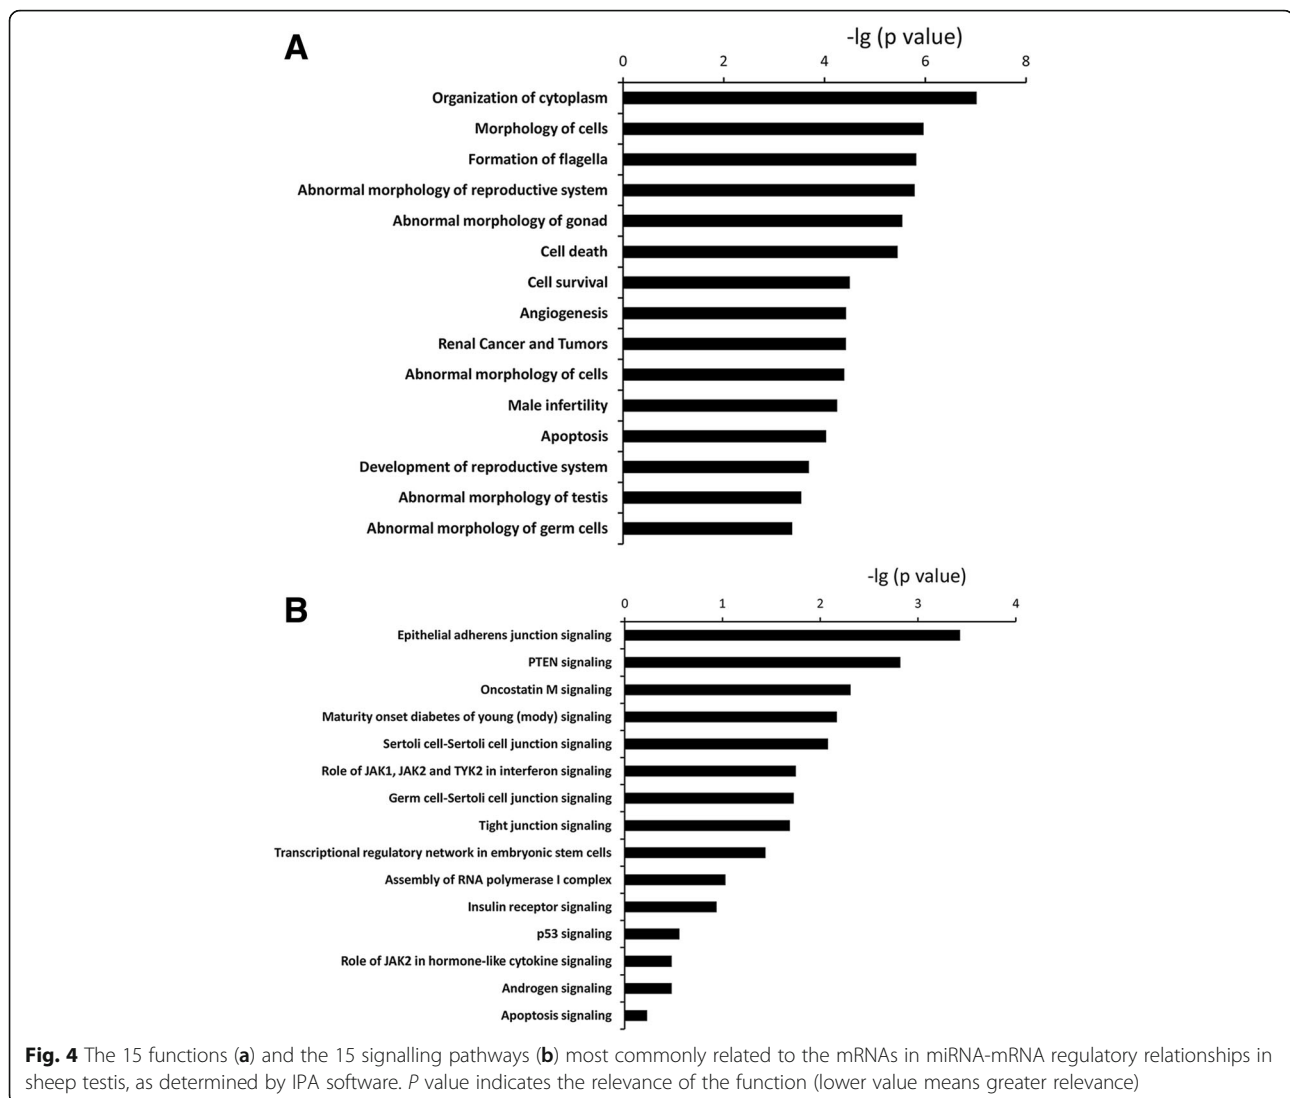 A
-lg (p value)
0 2 4 6 8
Organization of cytoplasm
Morphology of cells
Formation of flagella
Abnormal morphology of reproductive system
Abnormal morphology of gonad
Cell death
Cell survival
Angiogenesis
Renal Cancer and Tumors
Abnormal morphology of cells
Male infertility
Apoptosis
Development of reproductive system
Abnormal morphology of testis
Abnormal morphology of germ cells
B
-lg (p value)
0 1 2 3 4
Epithelial adherens junction signaling
PTEN signaling
Oncostatin M signaling
Maturity onset diabetes of young (mody) signaling
Sertoli cell-Sertoli cell junction signaling
Role of JAK1, JAK2 and TYK2 in interferon signaling
Germ cell-Sertoli cell junction signaling
Tight junction signaling
Transcriptional regulatory network in embryonic stem cells
Assembly of RNA polymerase I complex
Insulin receptor signaling
p53 signaling
Role of JAK2 in hormone-like cytokine signaling
Androgen signaling
Apoptosis signaling
Fig. 4 The 15 functions (a) and the 15 signalling pathways (b) most commonly related to the mRNAs in miRNA-mRNA regulatory relationships in
sheep testis, as determined by IPA software. P value indicates the relevance of the function (lower value means greater relevance)